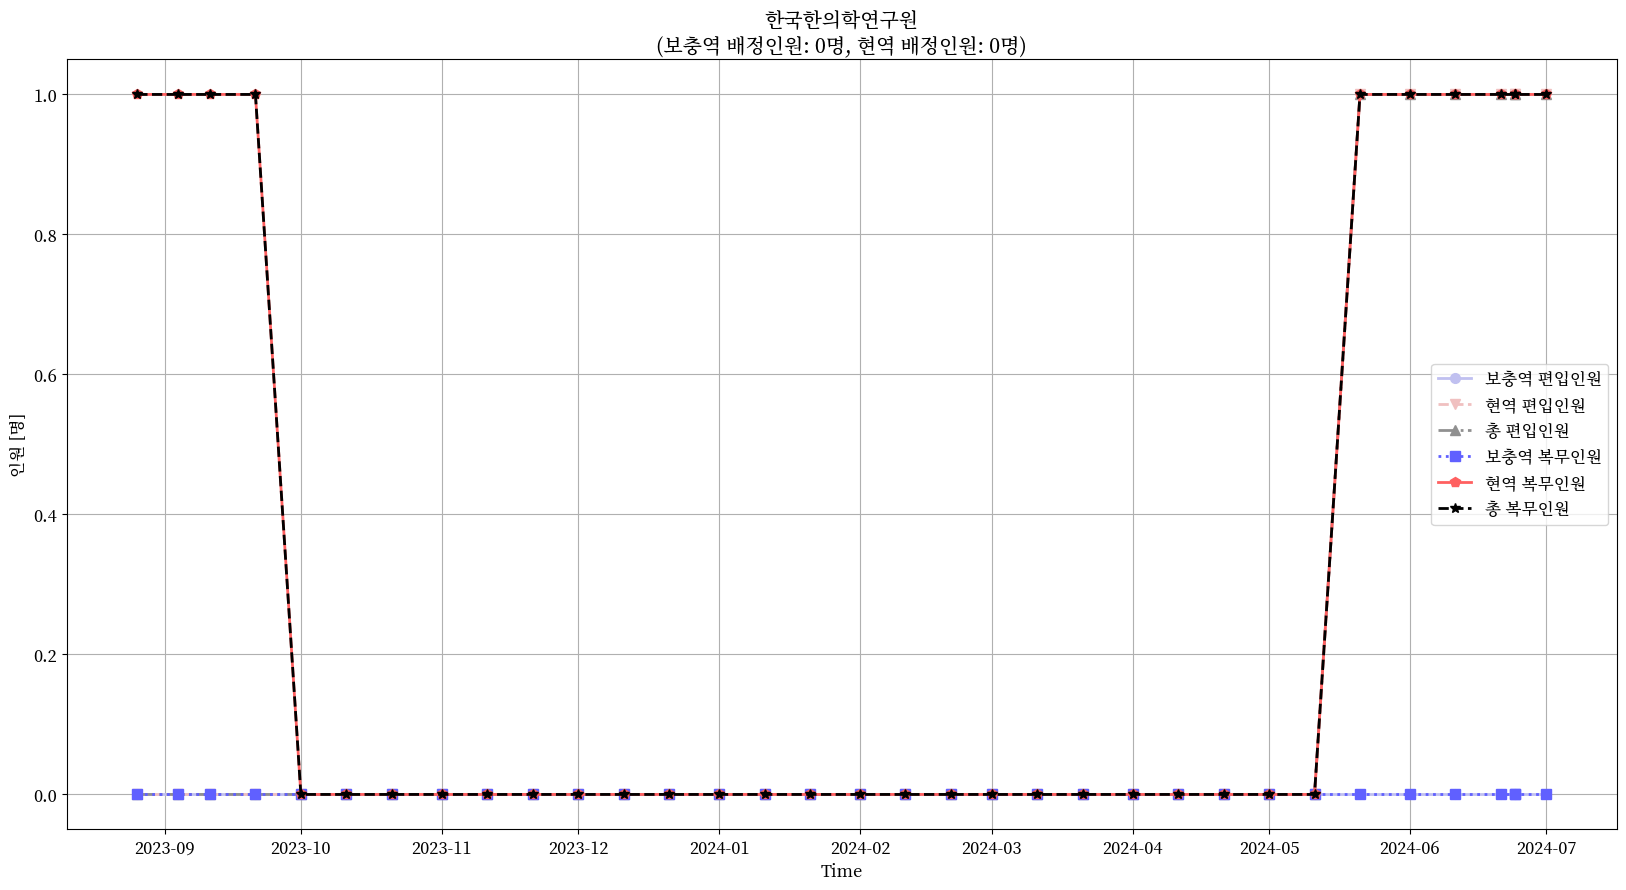 한국한의학연구원
(보충역 배정인원: 0명, 현역 배정인원: 0명)
1.0
0.8
0.6
0.4
0.2
0.0
인원 [명]
보충역 편입인원
현역 편입인원
총 편입인원
보충역 복무인원
현역 복무인원
총 복무인원
2023-09 2023-10 2023-11 2023-12 2024-01 2024-02 2024-03 2024-04 2024-05 2024-06 2024-07
Time